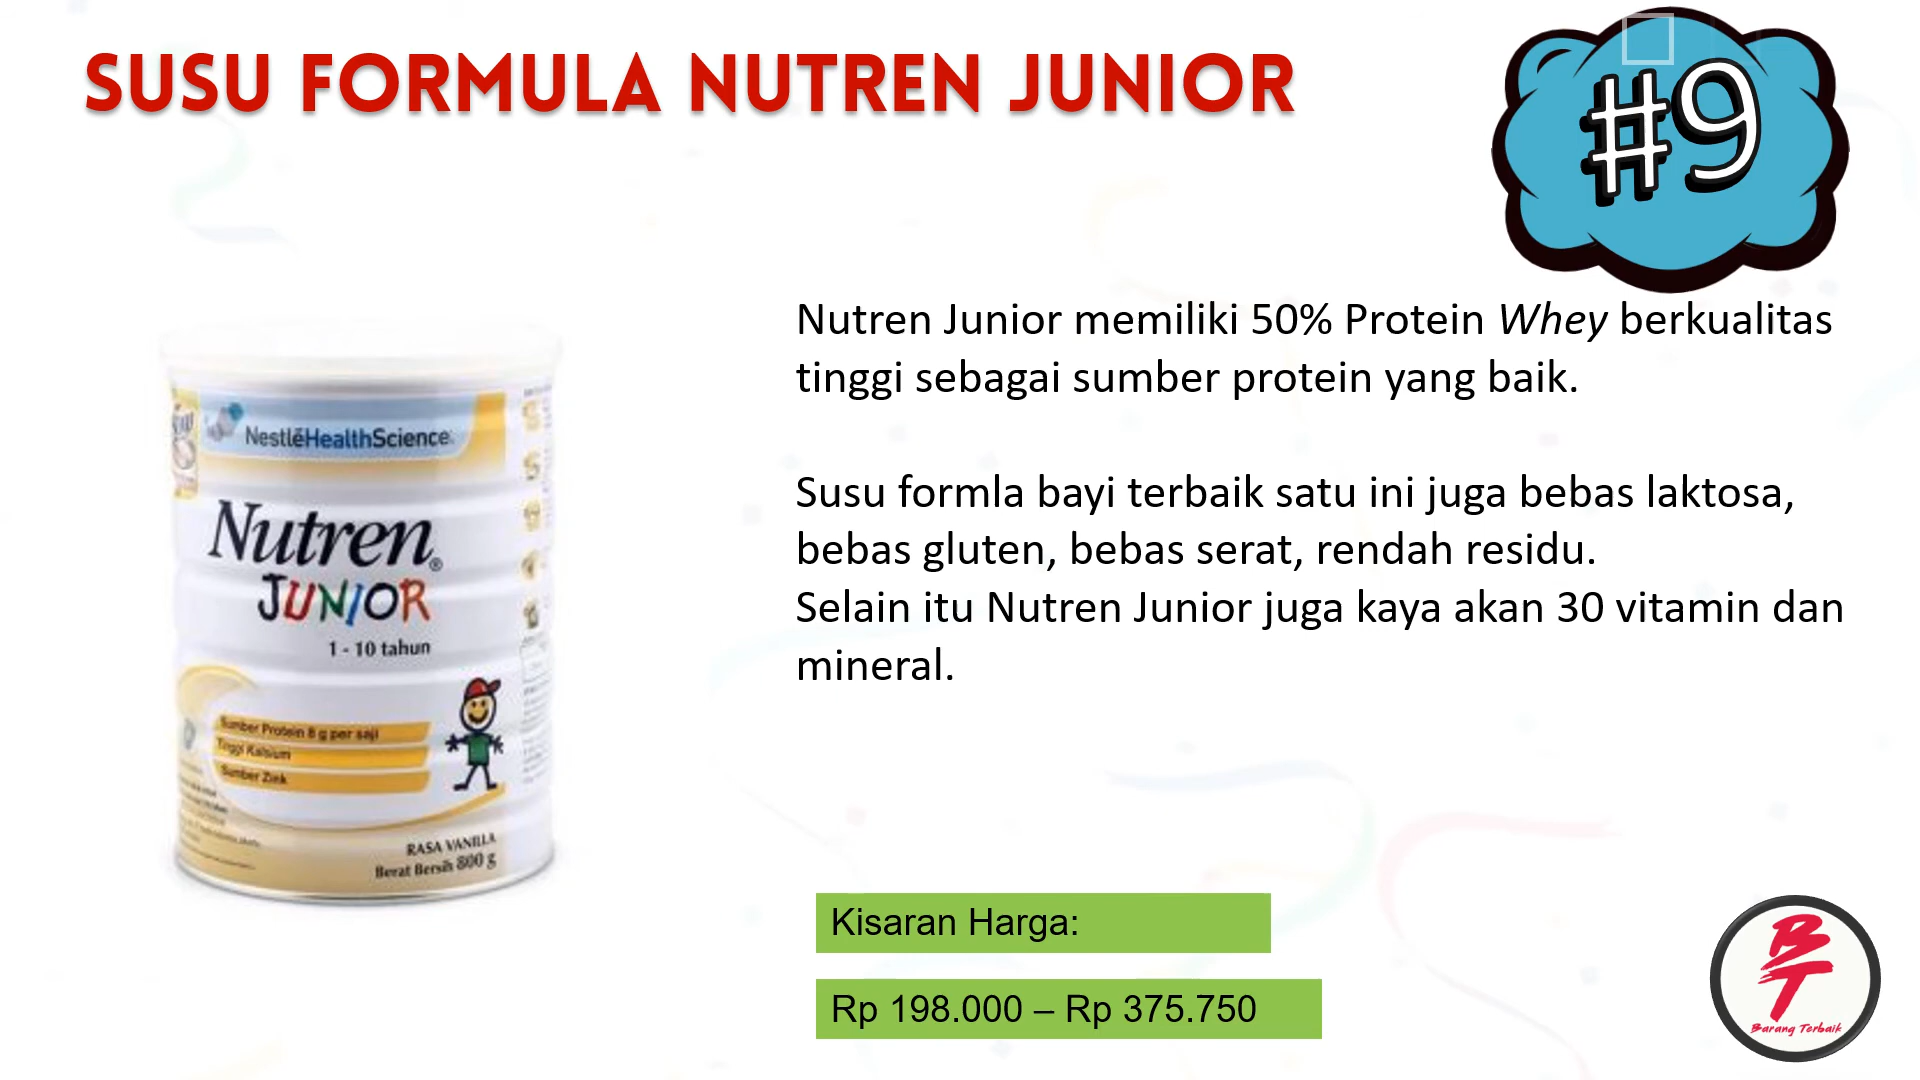 SUSU FORMULA NUTREN JUNIOR
#9
Nutren Junior memiliki 50% Protein Whey berkualitas
tinggi sebagai sumber protein yang baik.
Susu formla bayi terbaik satu ini juga bebas laktosa,
bebas gluten, bebas serat, rendah residu.
Selain itu Nutren Junior juga kaya akan 30 vitamin dan
mineral.
NestléHealthScience
Nutren®
JUNIOR
1 - 10 tahun
Sumber Protein 8 g per saji
Tinggi Kalsium
Sumber Zink
RASA VANILLA
Berat Bersih 800 g
Kisaran Harga:
Rp 198.000 – Rp 375.750
BT
Barang Terbaik